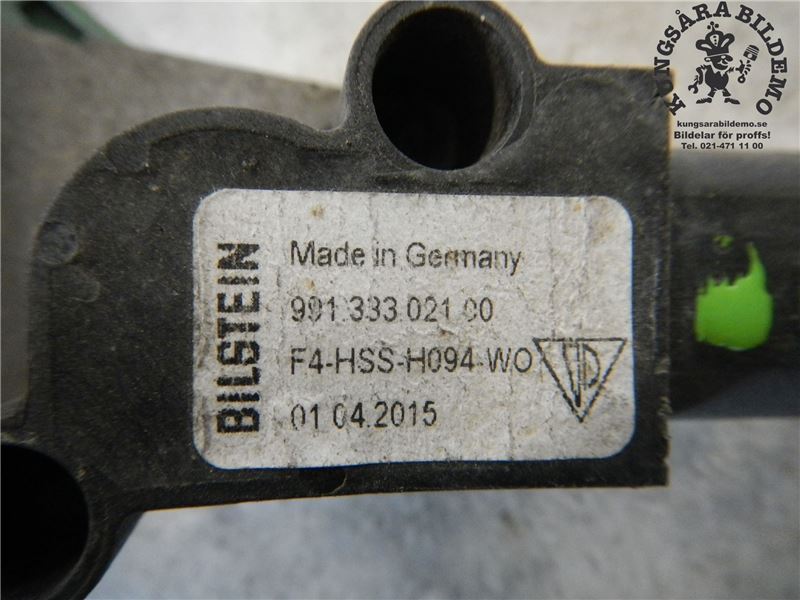 KUNGSÅRA BILDEMO
kungsarabildemo.se
Bildelar för proffs!
Tel. 021-471 11 00
BILSTEIN
Made in Germany
991.333.021.00
F4-HSS-H094-WO
01 04.2015